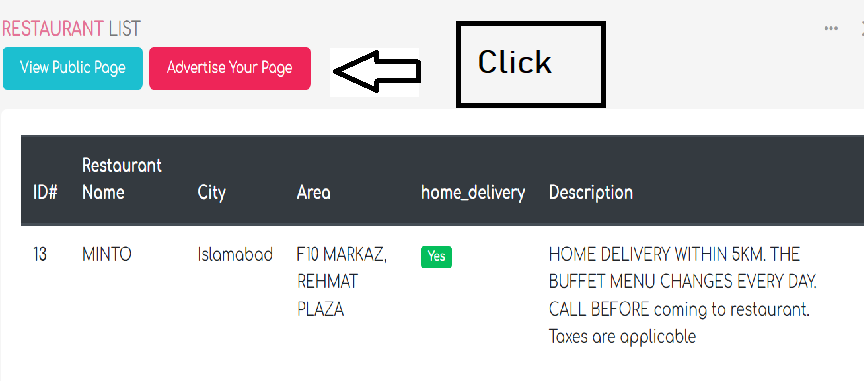 RESTAURANT LIST
View Public Page
Advertise Your Page
Click
ID#
Restaurant
Name
City
Area
home_delivery
Description
13
MINTO
Islamabad
F10 MARKAZ,
REHMAT
PLAZA
Yes
HOME DELIVERY WITHIN 5KM. THE
BUFFET MENU CHANGES EVERY DAY.
CALL BEFORE coming to restaurant.
Taxes are applicable